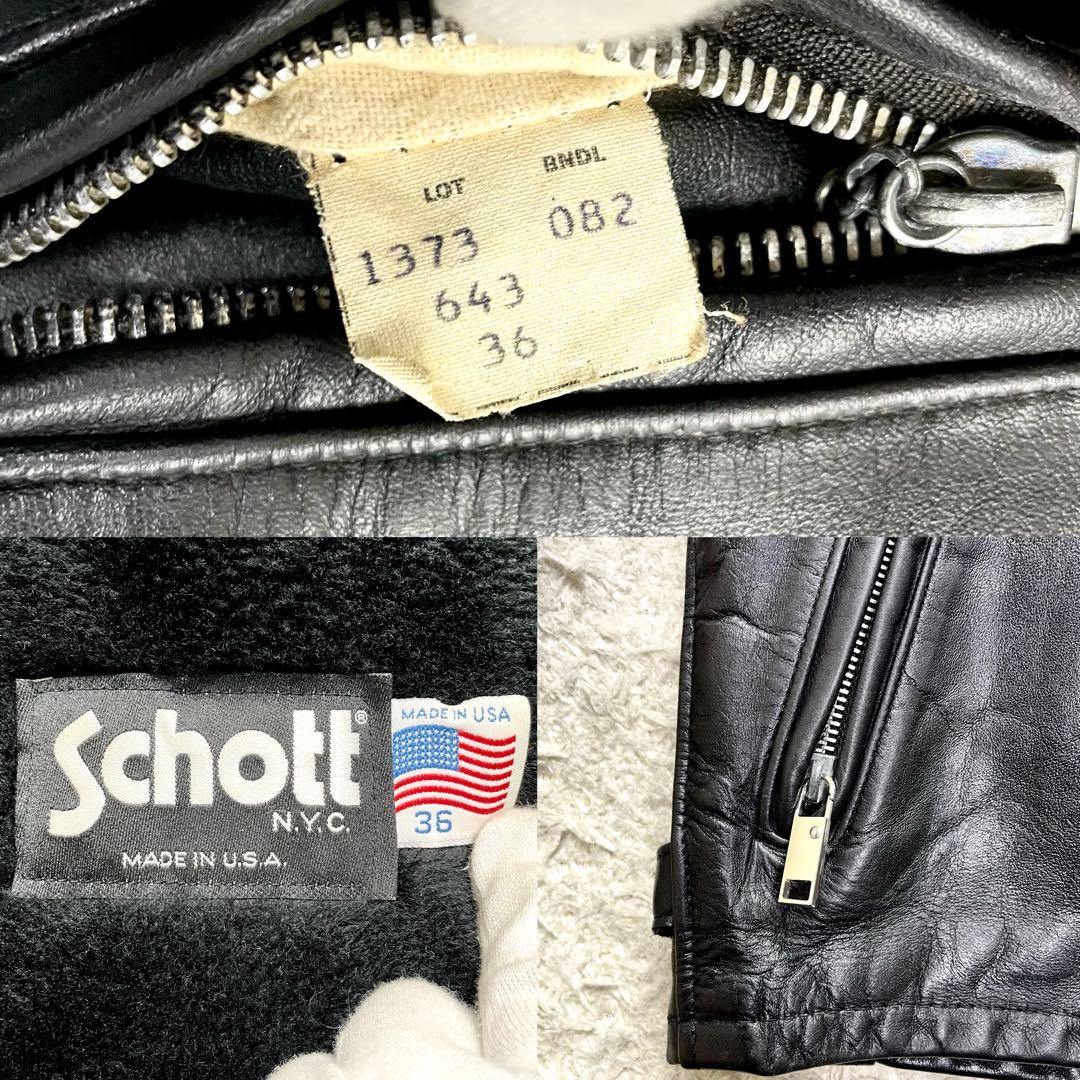 LOT BNDL
1373 082
643
36
Schott®
N.Y.C.
MADE IN U.S.A.
MADE IN USA
36